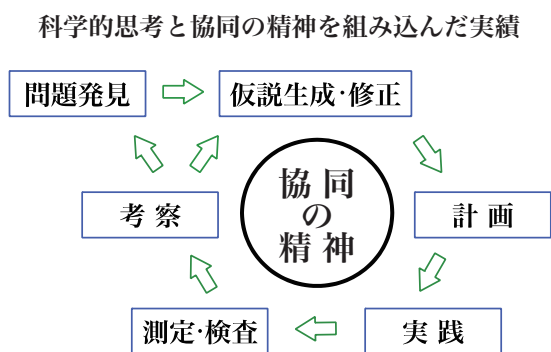 科学的思考と協同の精神を組み込んだ実績
問題発見
仮説生成·修正
協同
の
精神
考察
計画
測定·検査
実践